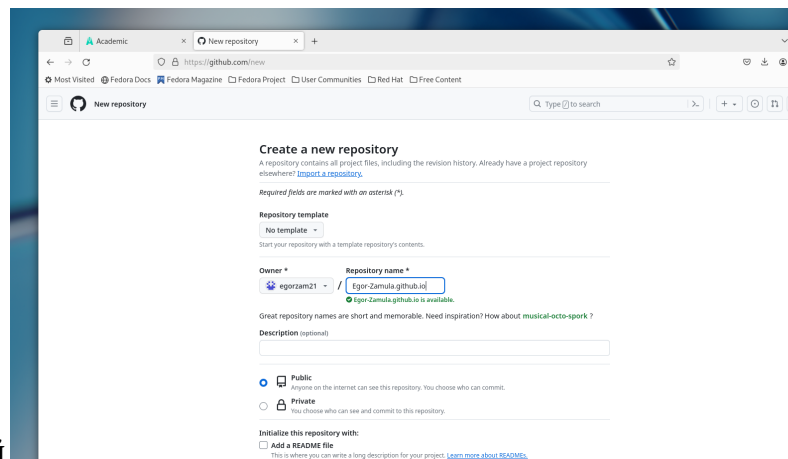 Academic
New repository
https://github.com/new
Most Visited Fedora Docs Fedora Magazine Fedora Project User Communities Red Hat Free Content
New repository
Type / to search
Create a new repository
A repository contains all project files, including the revision history. Already have a project repository
elsewhere? Import a repository.
Required fields are marked with an asterisk (*).
Repository template
No template
Start your repository with a template repository's contents.
Owner * Repository name *
egorzam21 / Egor-Zamula.github.io
Egor-Zamula.github.io is available.
Great repository names are short and memorable. Need inspiration? How about musical-octo-spork ?
Description (optional)
Public
Anyone on the internet can see this repository. You choose who can commit.
Private
You choose who can see and commit to this repository.
Initialize this repository with:
Add a README file
This is where you can write a long description for your project. Learn more about READMEs.